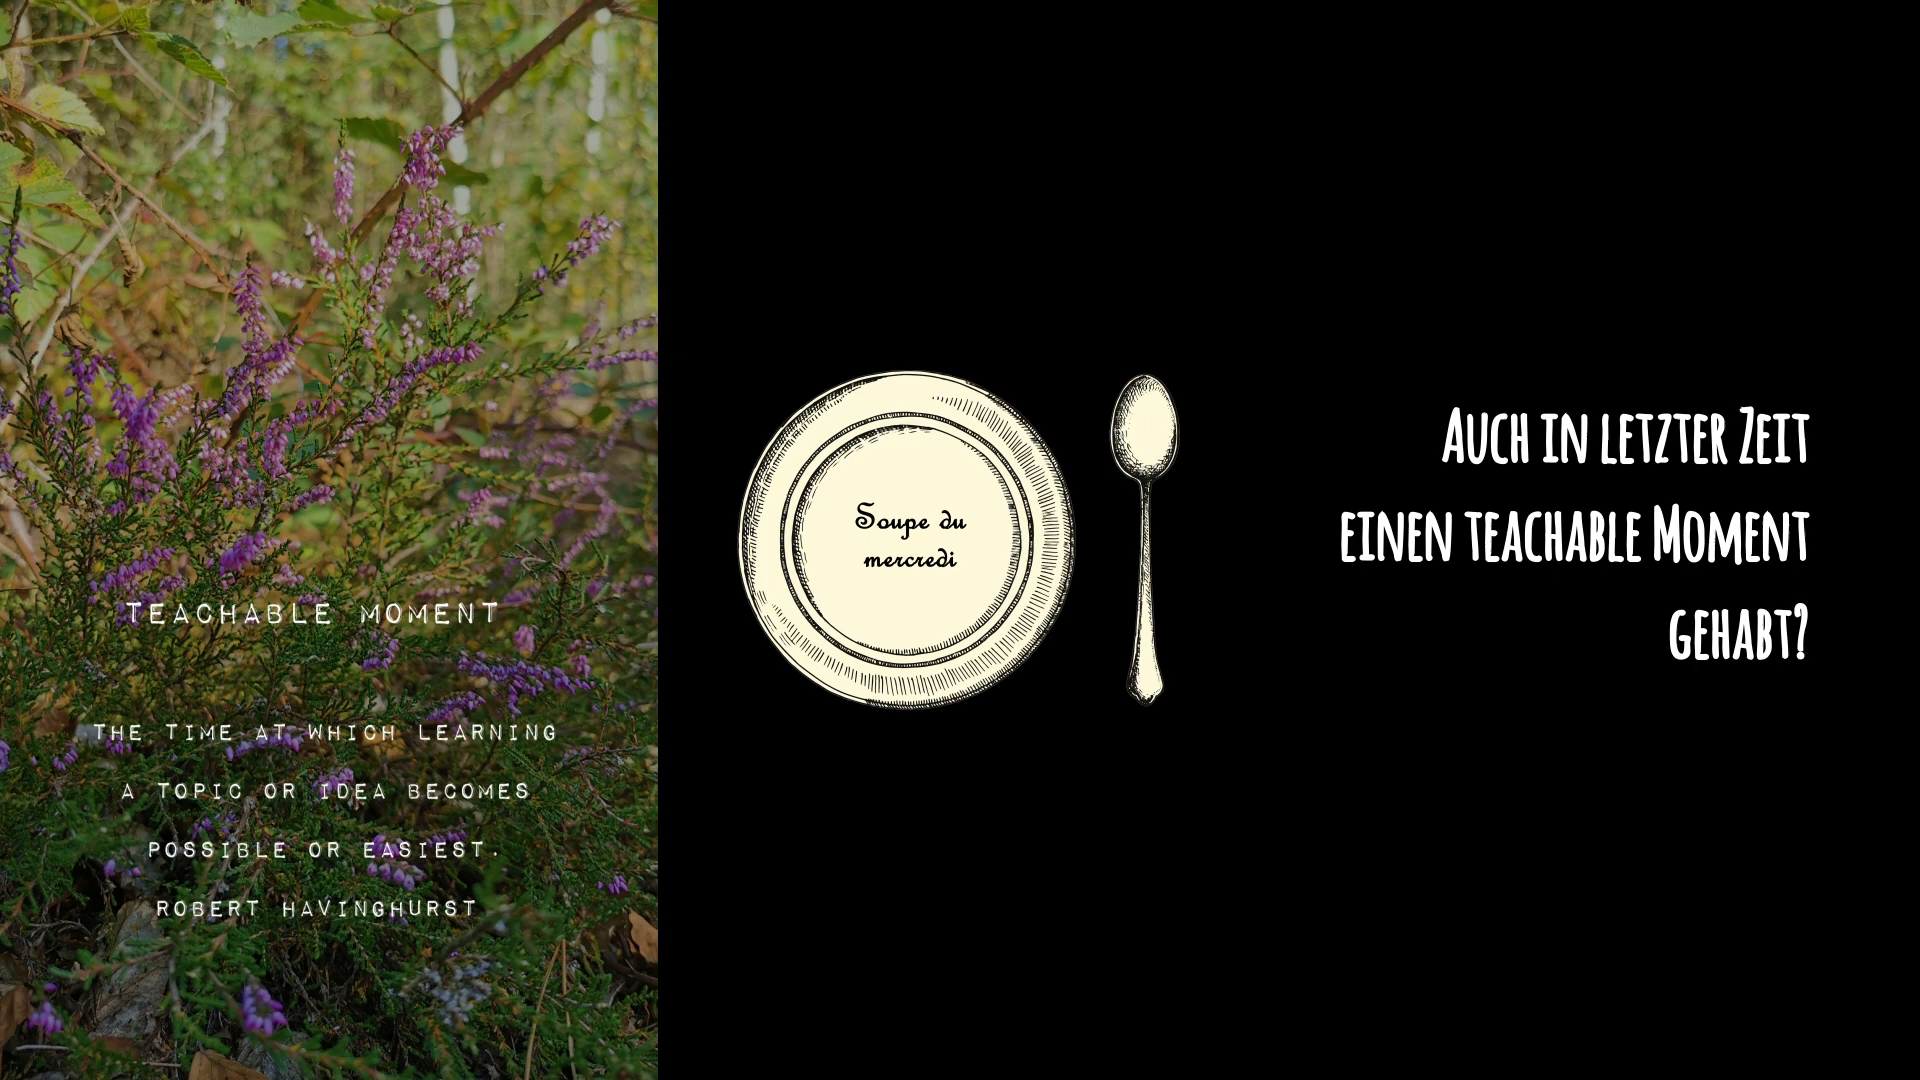 TEACHABLE MOMENT
THE TIME AT WHICH LEARNING
A TOPIC OR IDEA BECOMES
POSSIBLE OR EASIEST.
ROBERT HAVINGHURST
Soupe du
mercredi
AUCH IN LETZTER ZEIT
EINEN TEACHABLE MOMENT
GEHABT?